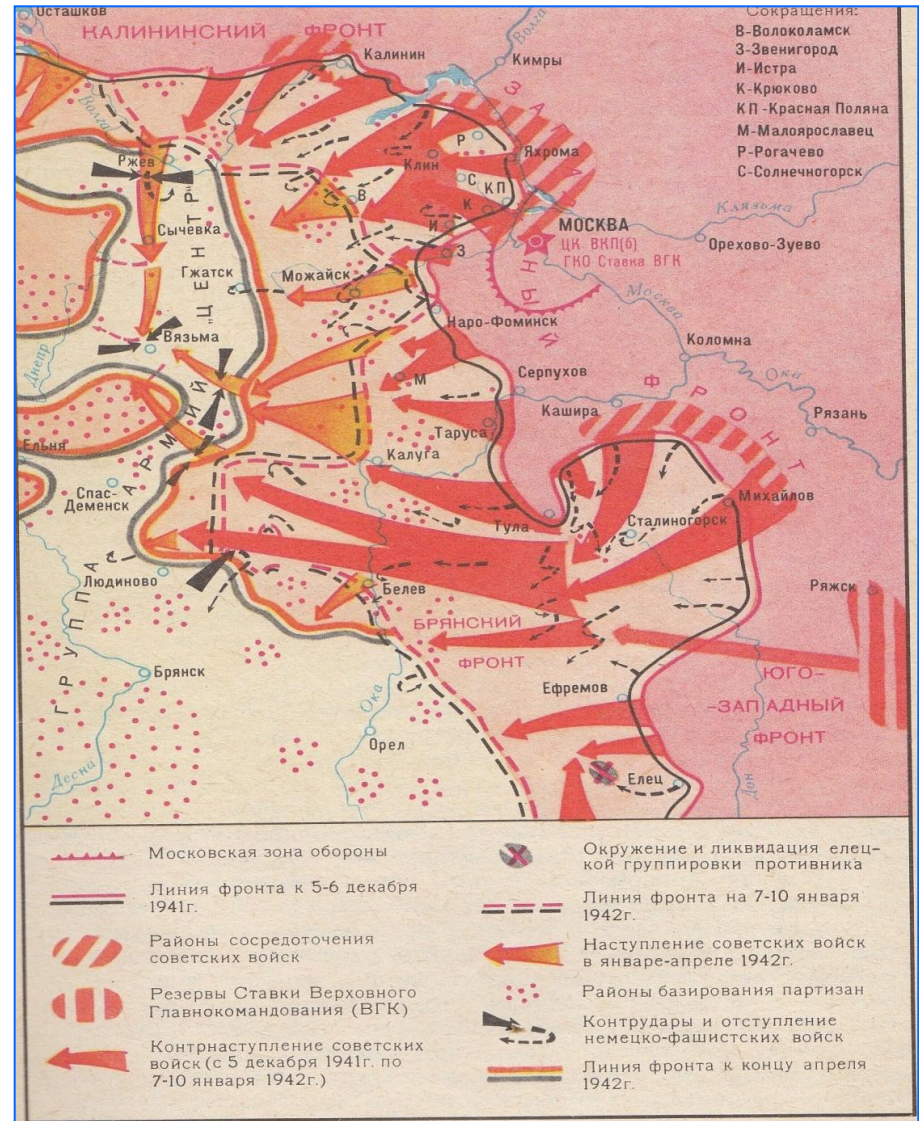 Осташков
КАЛИНИНСКИЙ ФРОНТ
Волга
Калинин
Кимры
Сокращения:
В-Волоколамск
З-Звенигород
И-Истра
К-Крюково
КП-Красная Поляна
М-Малоярославец
Р-Рогачево
С-Солнечногорск
Волга
Ржев
Клин
Р
Яхрома
С
КП
К
В
И
З
Клязьма
МОСКВА
ЦК ВКП(б)
ГКО Ставка ВГК
Орехово-Зуево
Сычевка
Гжатск
Можайск
Москва
Наро-Фоминск
Вязьма
Днепр
Коломна
Серпухов
Ока
М
Кашира
Рязань
Таруса
ЗАПАДНЫЙ ФРОНТ
Ельня
Калуга
Спас-
Деменск
Тула
Сталиногорск
Михайлов
Людиново
Белев
Ряжск
БРЯНСКИЙ
ФРОНТ
ГРУППА АРМИЙ "ЦЕНТР"
Брянск
ЮГО-
-ЗАПАДНЫЙ
ФРОНТ
Ефремов
Ока
Орел
Десна
Елец
Дон
Московская зона обороны
Линия фронта к 5-6 декабря
1941г.
Районы сосредоточения
советских войск
Резервы Ставки Верховного
Главнокомандования (ВГК)
Контрнаступление советских
войск (с 5 декабря 1941г. по
7-10 января 1942г.)
Окружение и ликвидация елец-
кой группировки противника
Линия фронта на 7-10 января
1942г.
Наступление советских войск
в январе-апреле 1942г.
Районы базирования партизан
Контрудары и отступление
немецко-фашистских войск
Линия фронта к концу апреля
1942г.